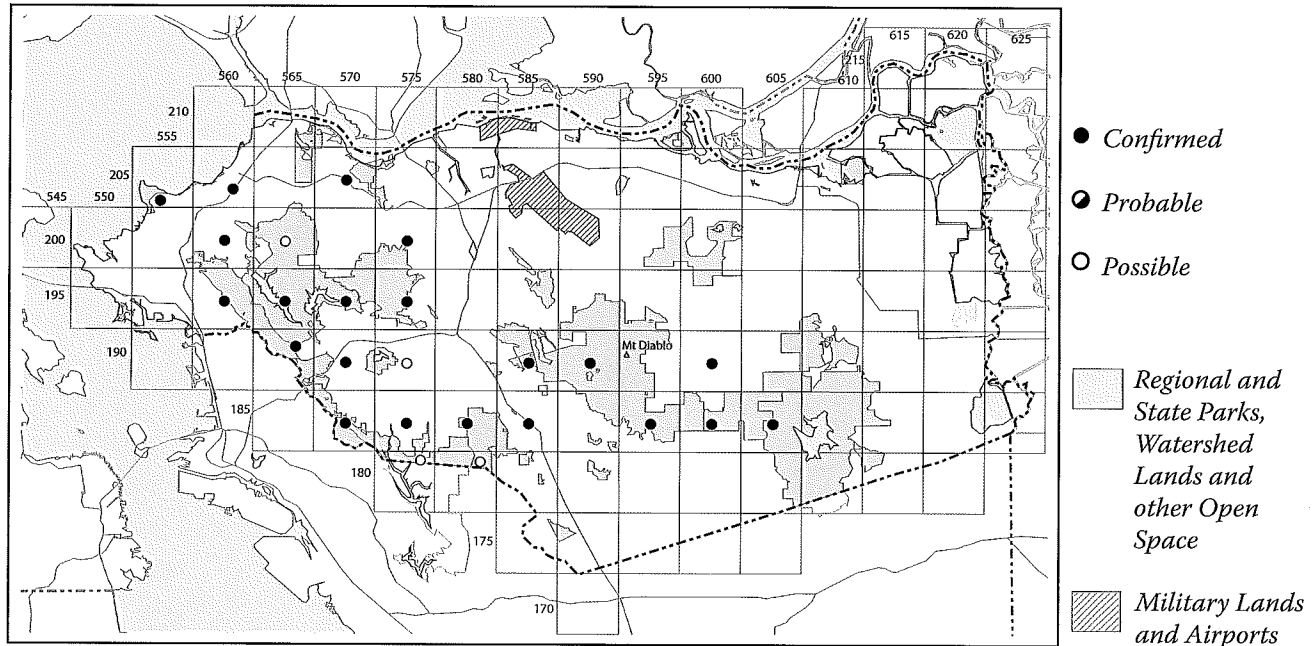 615 620 625
215
560 565 570 575 580 585 590 595 600 605 610
210
555
205
545 550
200
195
190
Mt Diablo
185
180
175
170
Confirmed
Probable
Possible
Regional and
State Parks,
Watershed
Lands and
other Open
Space
Military Lands
and Airports